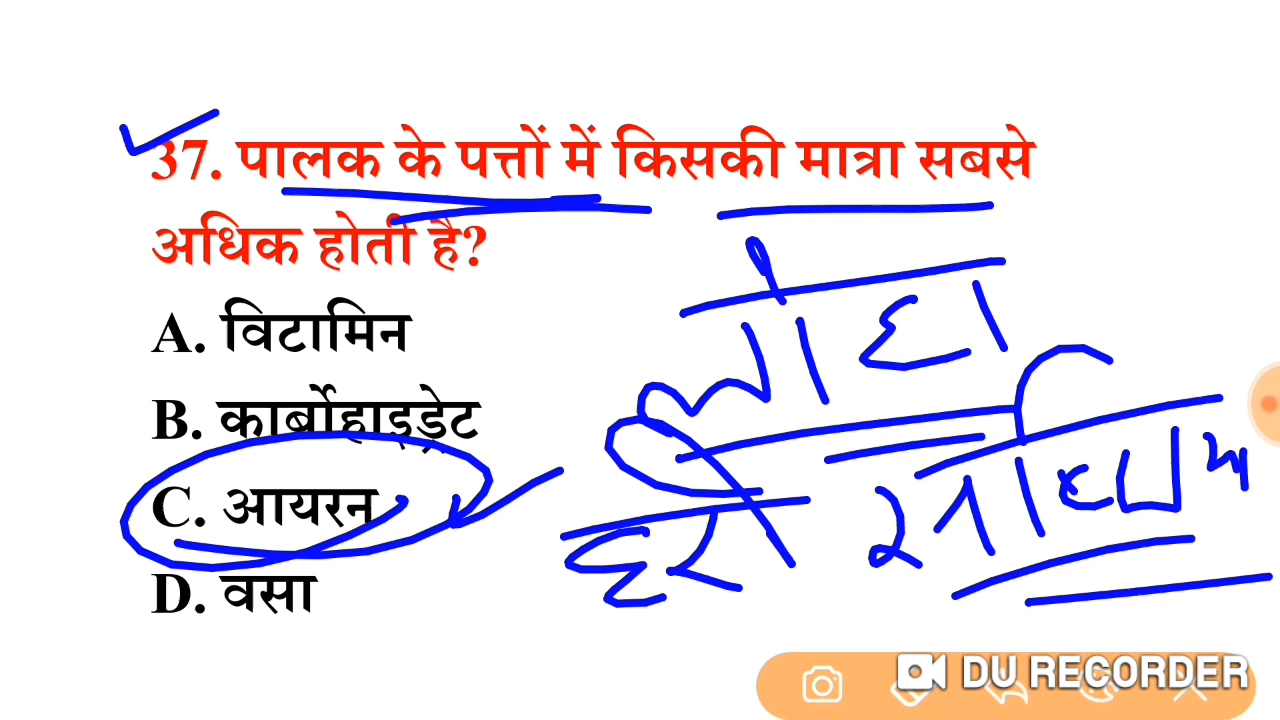 37. पालक के पत्तों में किसकी मात्रा सबसे
अधिक होती है?
A. विटामिन
B. कार्बोहाइड्रेट
C. आयरन
D. वसा
लोहा
हरी
DU RECORDER